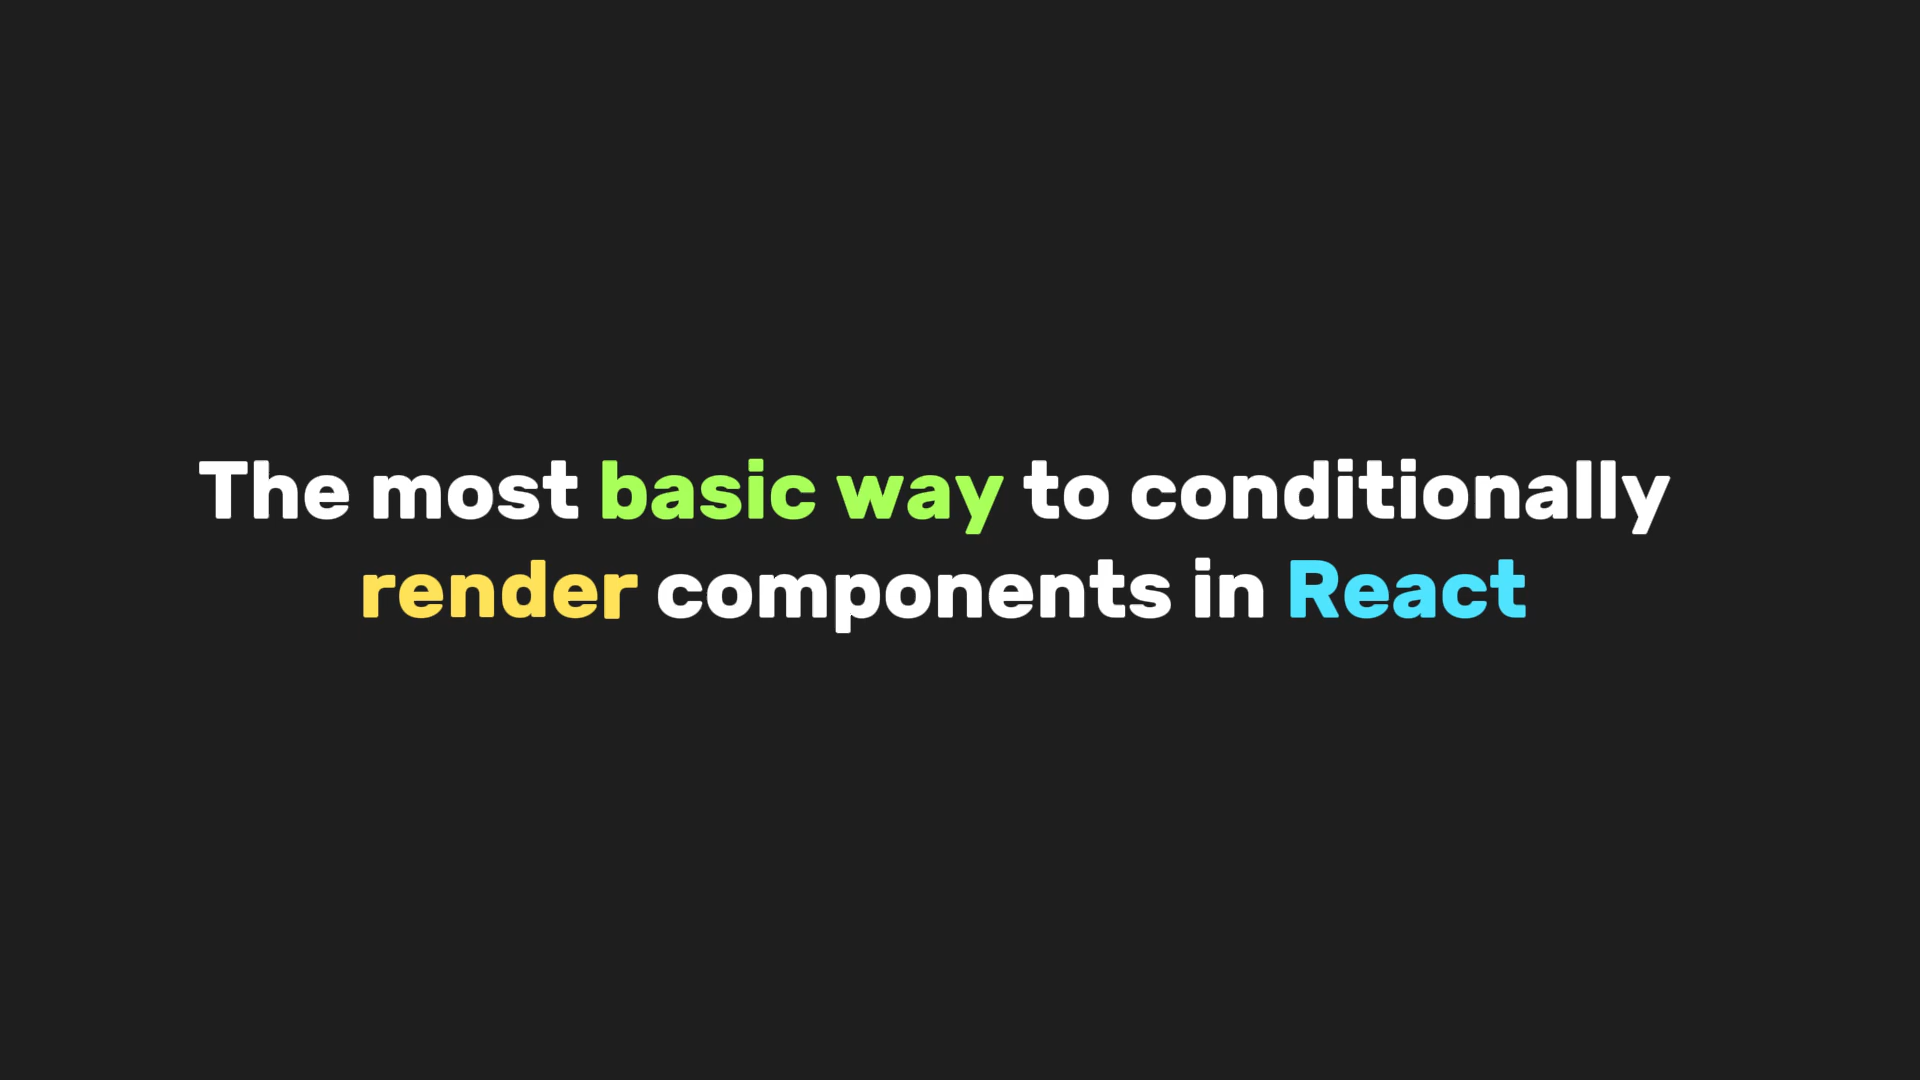 The most basic way to conditionally
render components in React